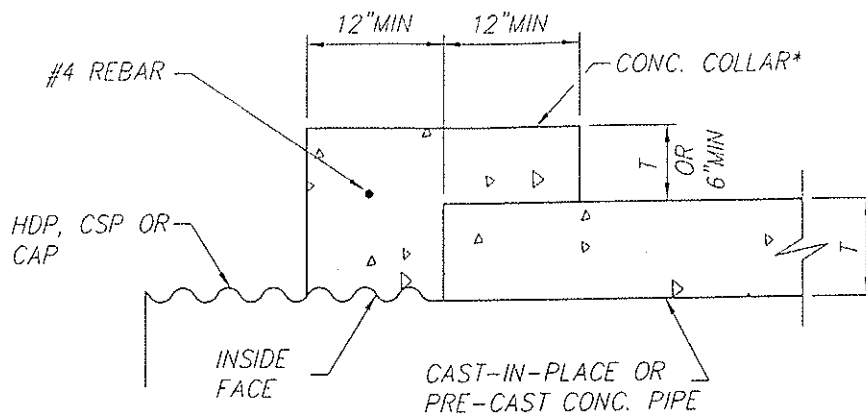 12"MIN 12"MIN
#4 REBAR
CONC. COLLAR*
T
OR
6"MIN
HDP, CSP OR
CAP
T
INSIDE
FACE
CAST-IN-PLACE OR
PRE-CAST CONC. PIPE